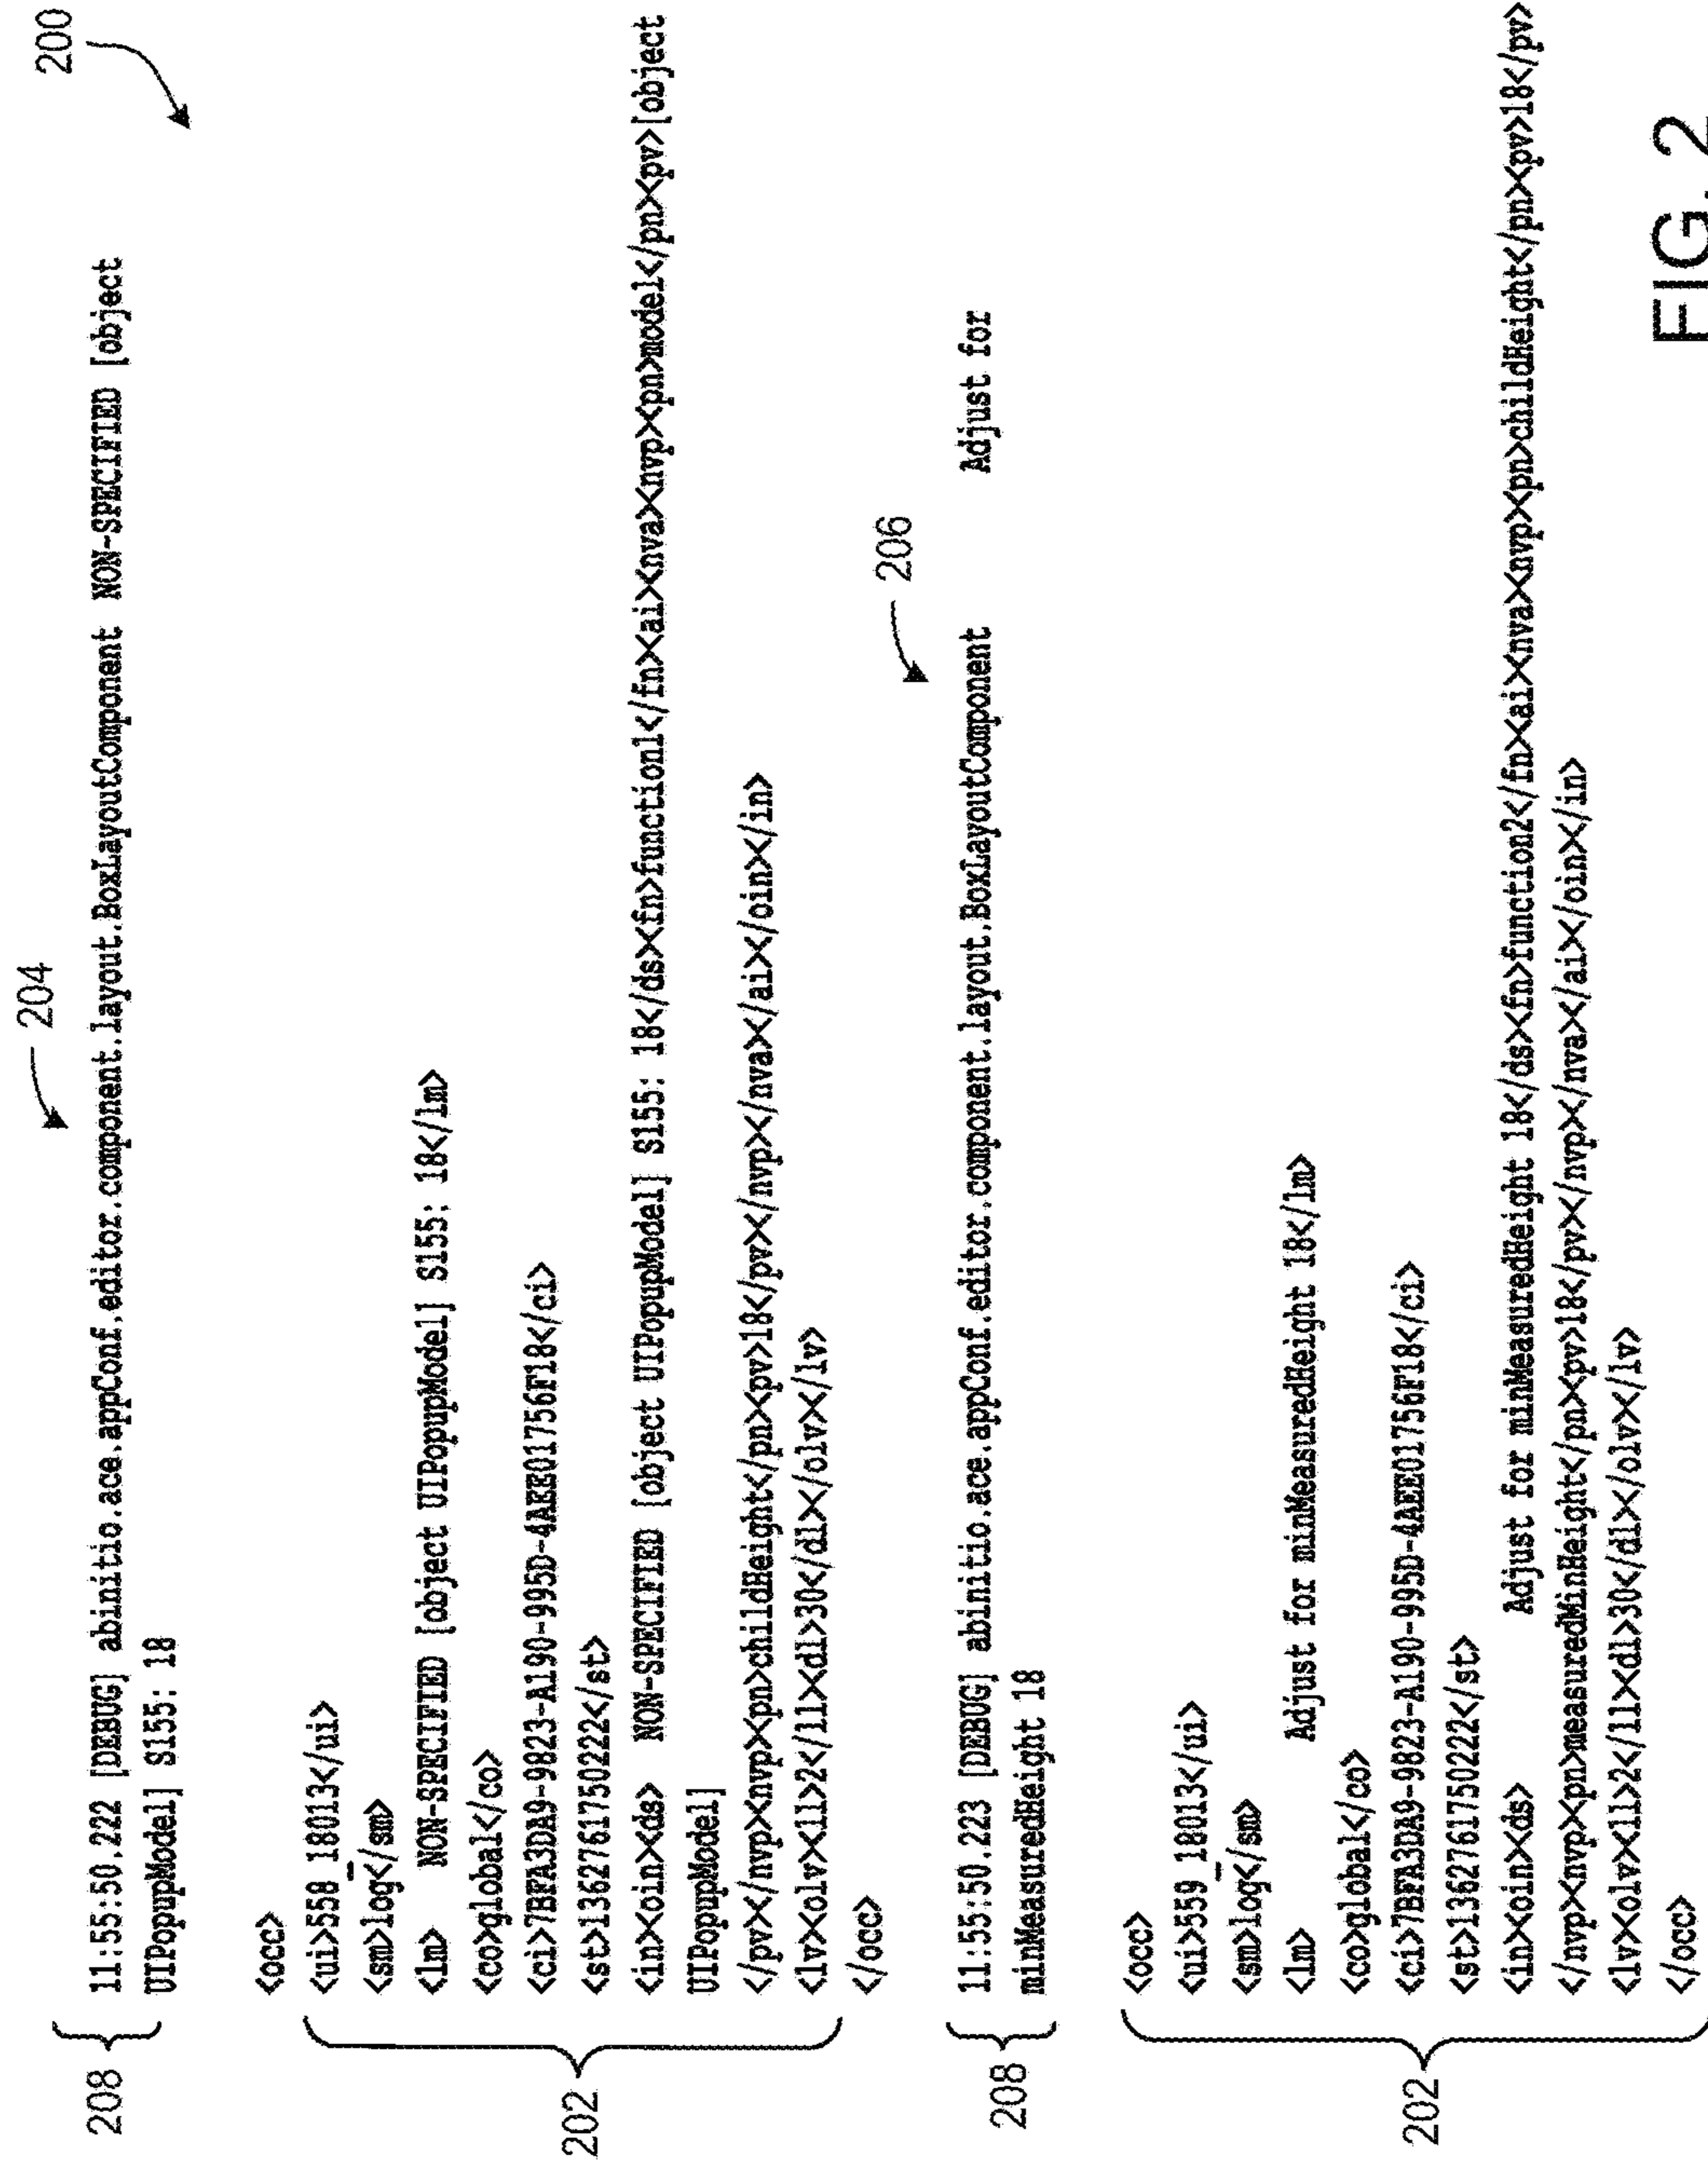 200
204
208
11:55:50.222 [DEBUG] abinitio.ace.appConf.editor.component.layout.BoxLayoutComponent NON-SPECIFIED [object
UIPopupModel] S155: 18
<occ>
<ui>558_18013</ui>
<sm>log</sm>
<lm> NON-SPECIFIED [object UIPopupModel] S155: 18</lm>
<co>global</co>
<ci>7BFA3DA9-9823-A190-995D-4AEE01756F18</ci>
<st>1362761750222</st>
<in><oin><ds> NON-SPECIFIED [object UIPopupModel] S155: 18</ds><fn>function1</fn><ai><nva><nvp><pn>model</pn><pv>[object
UIPopupModel]
</pv></nvp><nvp><pn>childHeight</pn><pv>18</pv></nvp></nva></ai></oin></in>
<lv><olv><ll>2</ll><dl>30</dl></olv></lv>
</occ>
202
206
208
11:55:50.223 [DEBUG] abinitio.ace.appConf.editor.component.layout.BoxLayoutComponent Adjust for
minMeasuredHeight 18
<occ>
<ui>559_18013</ui>
<sm>log</sm>
<lm> Adjust for minMeasuredHeight 18</lm>
<co>global</co>
<ci>7BFA3DA9-9823-A190-995D-4AEE01756F18</ci>
<st>1362761750222</st>
<in><oin><ds> Adjust for minMeasuredHeight 18</ds><fn>function2</fn><ai><nva><nvp><pn>childHeight</pn><pv>18</pv>
</nvp><nvp><pn>measuredMinHeight</pn><pv>18</pv></nvp></nva></ai></oin></in>
<lv><olv><ll>2</ll><dl>30</dl></olv></lv>
</occ>
202
FIG. 2